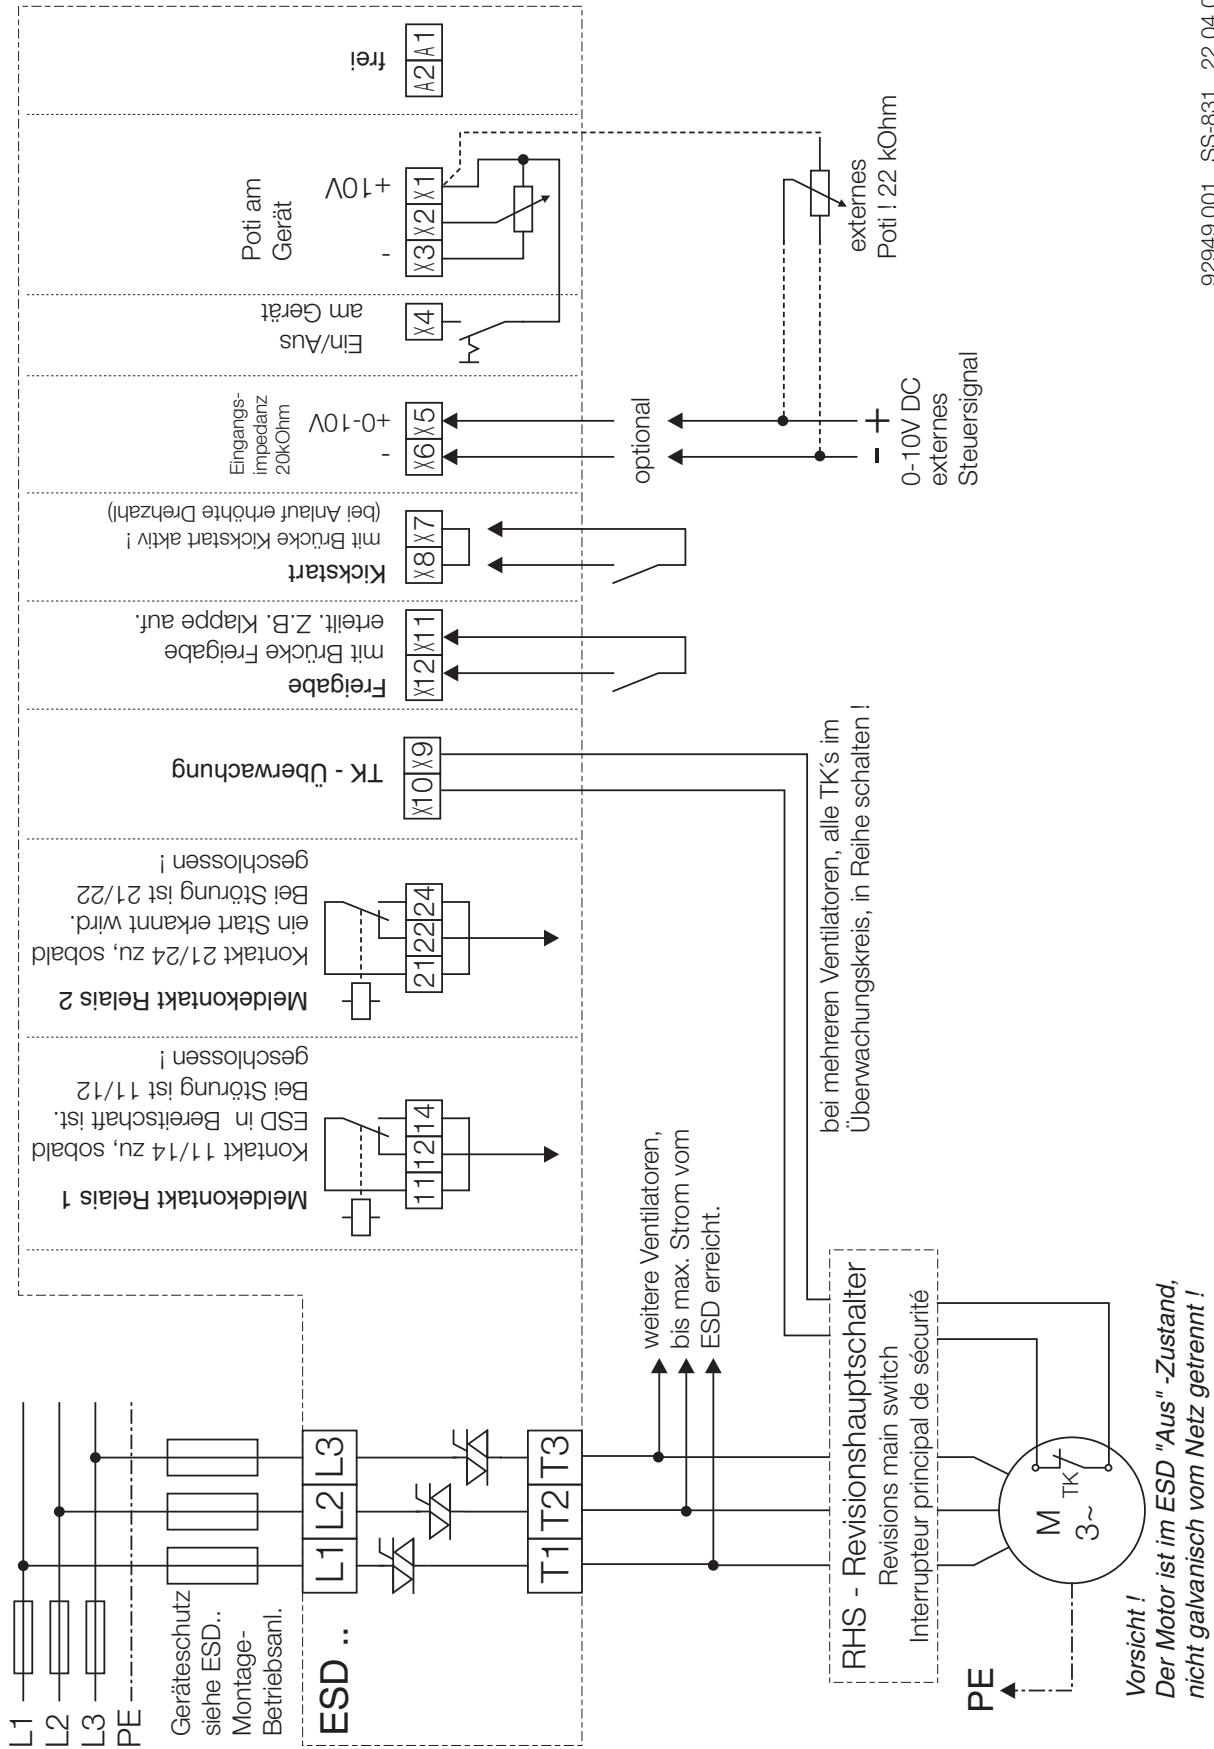 L1
L2
L3
PE
Geräteschutz
siehe ESD..
Montage-
Betriebsanl.
ESD ..
L1 L2 L3
T1 T2 T3
weitere Ventilatoren,
bis max. Strom vom
ESD erreicht.
RHS - Revisionshauptschalter
Revisions main switch
Interrupteur principal de sécurité
M
3~
TK
PE
Vorsicht !
Der Motor ist im ESD "Aus" -Zustand,
nicht galvanisch vom Netz getrennt !
Meldekontakt Relais 1
Kontakt 11/14 zu, sobald
ESD in Bereitschaft ist.
Bei Störung ist 11/12
geschlossen !
11 12 14
Meldekontakt Relais 2
Kontakt 21/24 zu, sobald
ein Start erkannt wird.
Bei Störung ist 21/22
geschlossen !
21 22 24
TK - Überwachung
X10 X9
bei mehreren Ventilatoren, alle TK´s im
Überwachungskreis, in Reihe schalten !
Freigabe
mit Brücke Freigabe
erteilt. Z.B. Klappe auf.
X12 X11
Kickstart
mit Brücke Kickstart aktiv !
(bei Anlauf erhöhte Drehzahl)
X8 X7
Eingangs-
impedanz
20kOhm
- +0-10V
X6 X5
optional
- +
0-10V DC
externes
Steuersignal
Ein/Aus
am Gerät
X4
Poti am
Gerät
- +10V
X3 X2 X1
externes
Poti ! 22 kOhm
frei
A2 A1
92949.001 SS-831